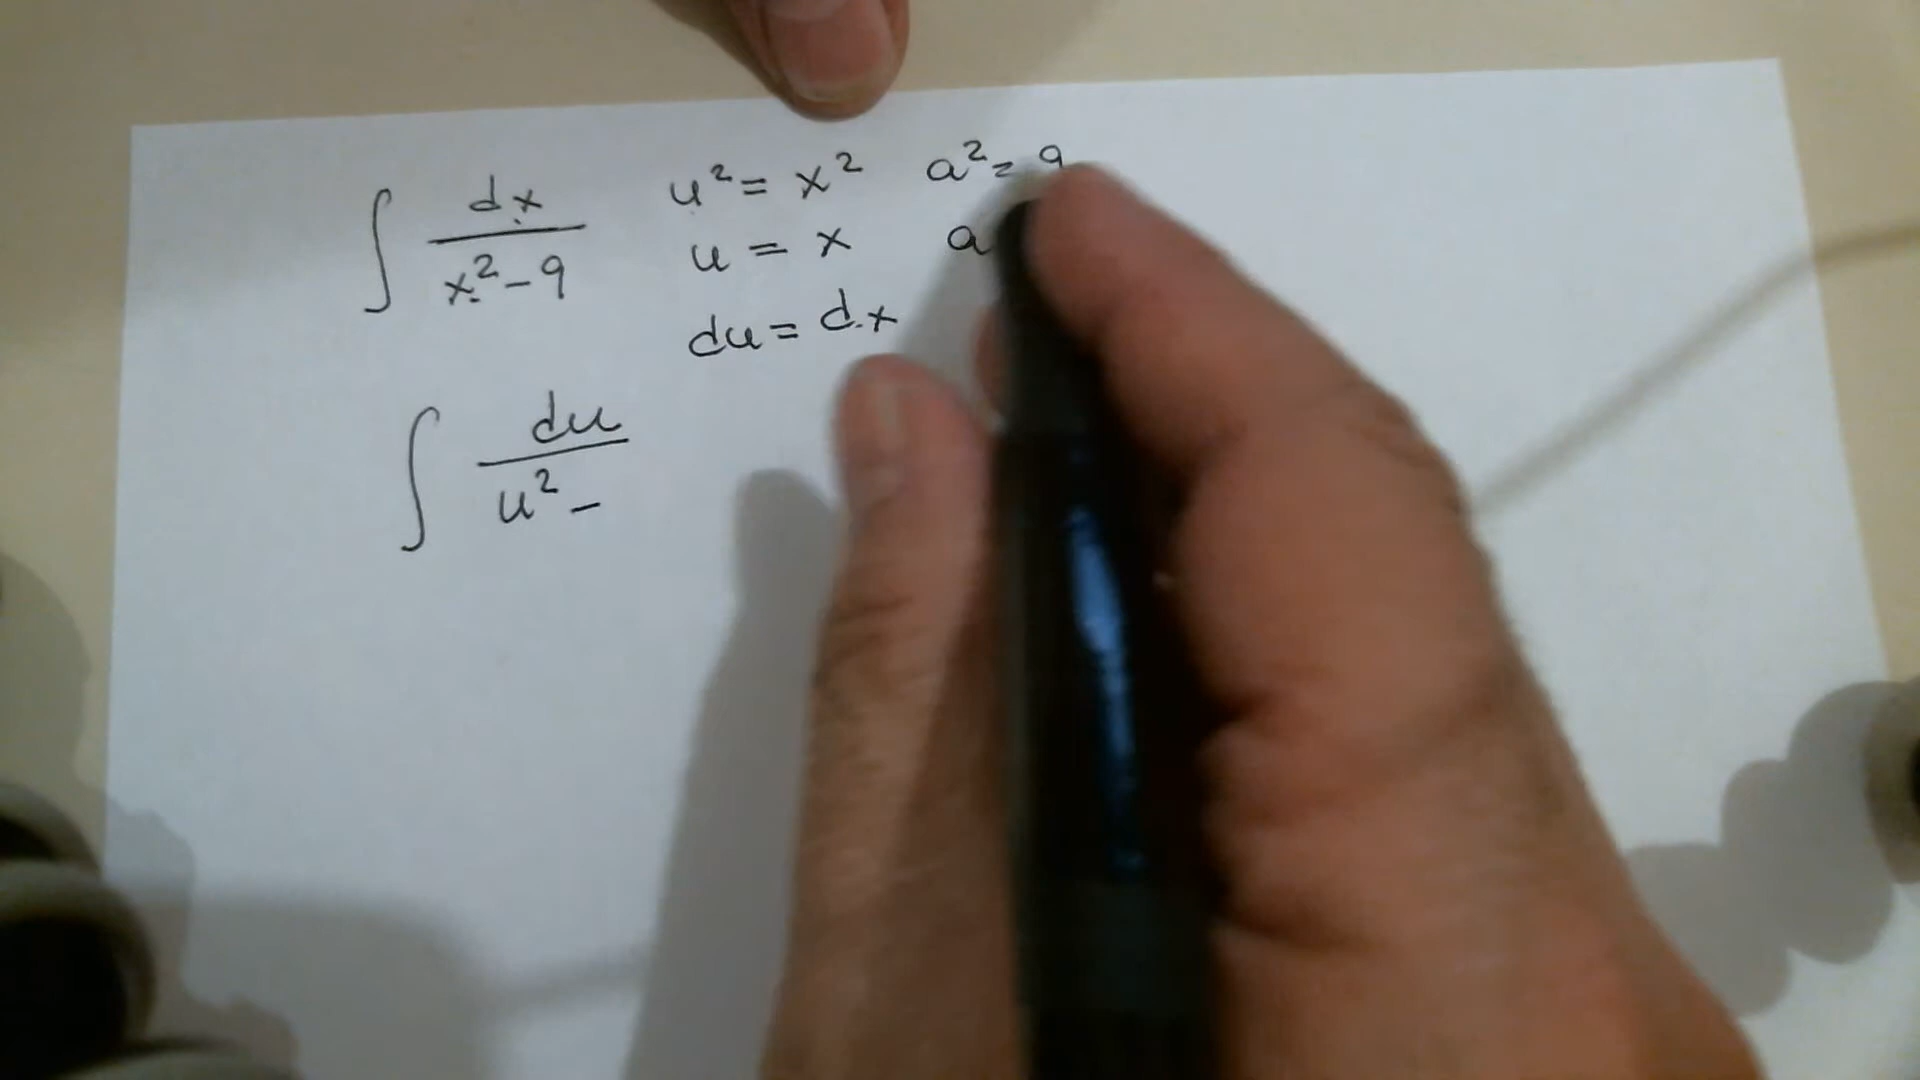 ∫ dx / x² - 9   u² = x²   a² = 9
u = x   a
du = dx
∫ du / u² -